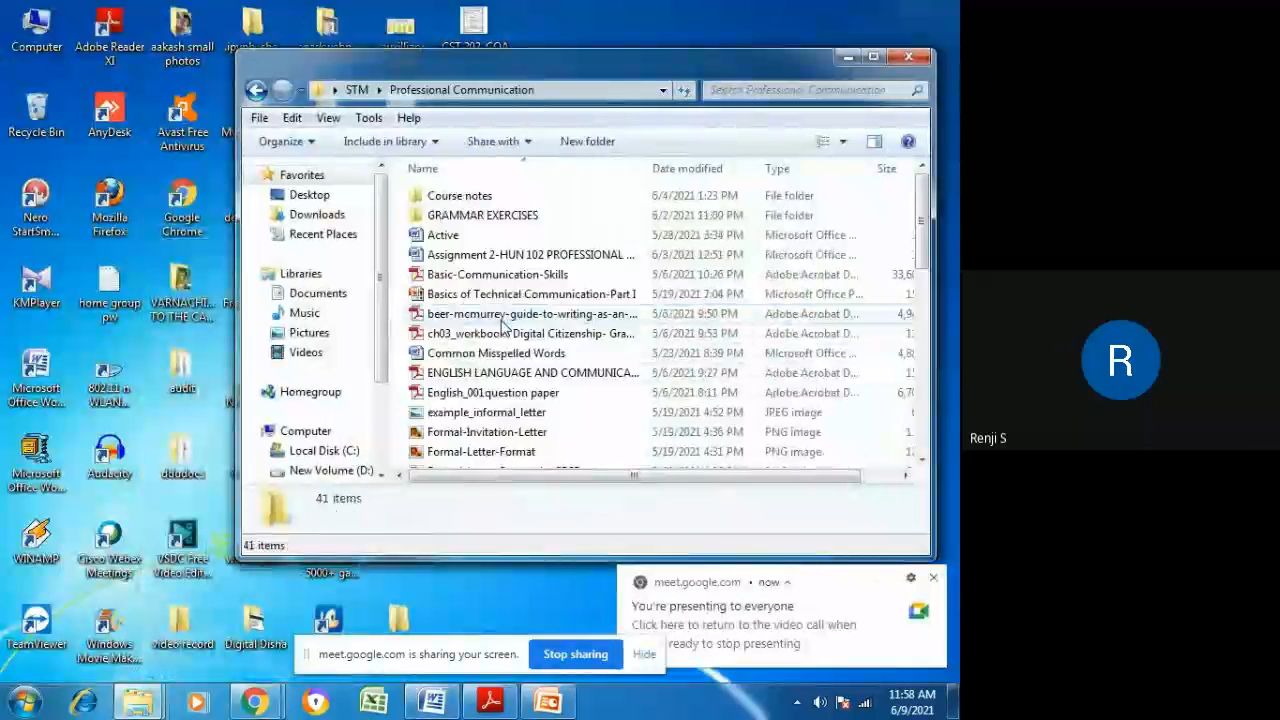 Computer
Adobe Reader XI
aakash small photos
STM
Professional Communication
Search Professional Communication
File
Edit
View
Tools
Help
Organize
Include in library
Share with
New folder
Name
Date modified
Type
Size
Favorites
Desktop
Downloads
Recent Places
Libraries
Documents
Music
Pictures
Videos
Homegroup
Computer
Local Disk (C:)
New Volume (D:)
Course notes 6/4/2021 1:23 PM File folder
GRAMMAR EXERCISES 6/2/2021 11:00 PM File folder
Active 5/28/2021 3:34 PM Microsoft Office ...
Assignment 2-HUN 102 PROFESSIONAL ... 6/3/2021 12:51 PM Microsoft Office ...
Basic-Communication-Skills 5/6/2021 10:26 PM Adobe Acrobat D...
Basics of Technical Communication-Part I 5/19/2021 2:04 PM Microsoft Office P...
beer-mcmurrey-guide-to-writing-as-an-... 5/6/2021 9:50 PM Adobe Acrobat D...
ch03_workbook Digital Citizenship- Gra... 5/6/2021 9:53 PM Adobe Acrobat D...
Common Misspelled Words 5/23/2021 8:39 PM Microsoft Office ...
ENGLISH LANGUAGE AND COMMUNICA... 5/6/2021 9:27 PM Adobe Acrobat D...
English_001question paper 5/6/2021 8:11 PM Adobe Acrobat D...
example_informal_letter 5/19/2021 4:52 PM JPEG image
Formal-Invitation-Letter 5/19/2021 4:36 PM PNG image
Formal-Letter-Format 5/19/2021 4:31 PM PNG image
41 items
41 items
Recycle Bin
AnyDesk
Avast Free Antivirus
Nero StartSm...
Mozilla Firefox
Google Chrome
KMPlayer
home group pw
VARNACHI... TO THE CA...
Microsoft Office Wo...
802.11 n WLAN...
audit
Microsoft Office Wo...
Audacity
WINAMP
Cisco Webex Meetings
VSDC Free Video Edit...
5000+ ga...
TeamViewer
Windows Movie Mak...
video record
Digital Disha
meet.google.com • now
You're presenting to everyone
Click here to return to the video call when
ready to stop presenting
meet.google.com is sharing your screen.
Stop sharing
Hide
11:58 AM
6/9/2021
R
Renji S